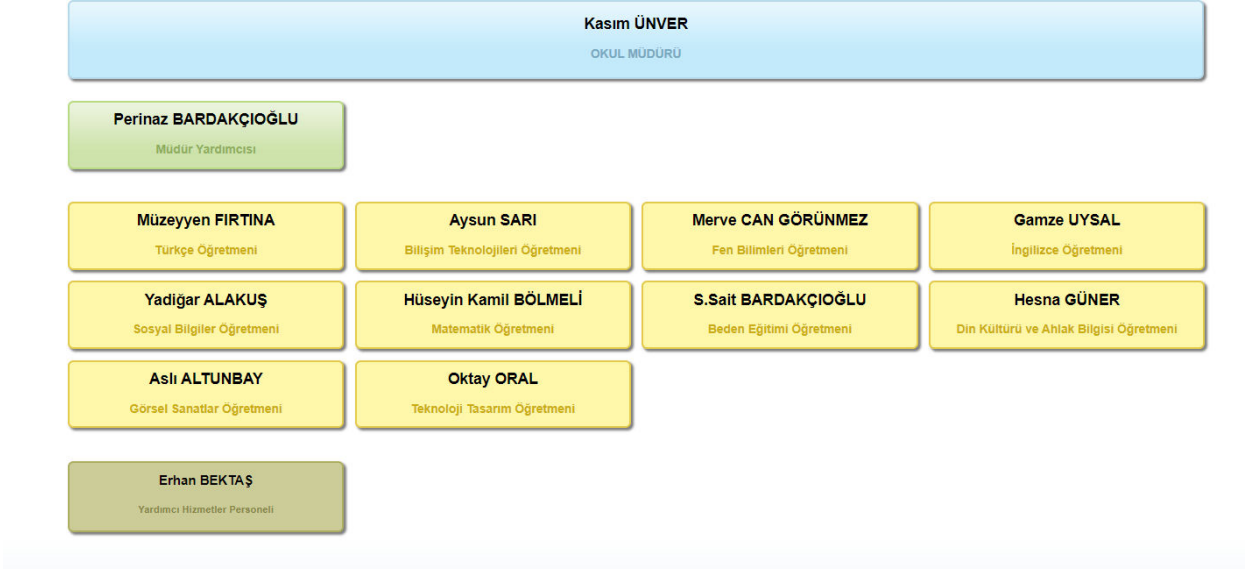 Kasım ÜNVER
OKUL MÜDÜRÜ
Perinaz BARDAKÇIOĞLU
Müdür Yardımcısı
Müzeyyen FIRTINA
Türkçe Öğretmeni
Aysun SARI
Bilişim Teknolojileri Öğretmeni
Merve CAN GÖRÜNMEZ
Fen Bilimleri Öğretmeni
Gamze UYSAL
İngilizce Öğretmeni
Yadiğar ALAKUŞ
Sosyal Bilgiler Öğretmeni
Hüseyin Kamil BÖLMELİ
Matematik Öğretmeni
S.Sait BARDAKÇIOĞLU
Beden Eğitimi Öğretmeni
Hesna GÜNER
Din Kültürü ve Ahlak Bilgisi Öğretmeni
Aslı ALTUNBAY
Görsel Sanatlar Öğretmeni
Oktay ORAL
Teknoloji Tasarım Öğretmeni
Erhan BEKTAŞ
Yardımcı Hizmetler Personeli